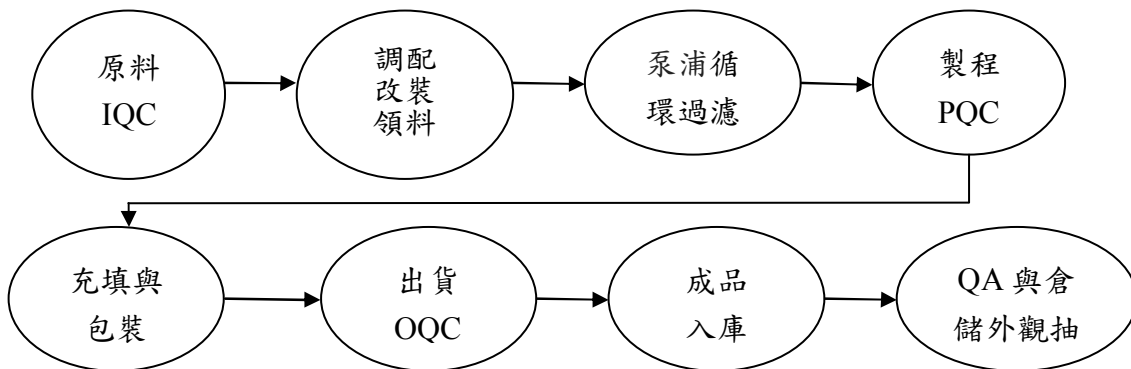 原料
IQC
調配
改裝
領料
泵浦循
環過濾
製程
PQC
充填與
包裝
出貨
OQC
成品
入庫
QA 與倉
儲外觀抽